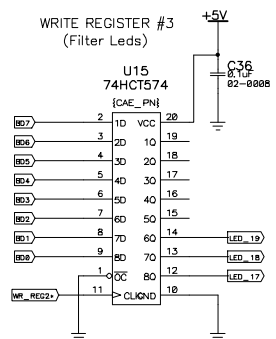 WRITE REGISTER #3
(Filter Leds)
+5V
C36
0.1uF
02-0008
U15
74HCT574
{CAE_PN}
BD7 2 1D VCC 20
BD6 3 2D 1Q 19
BD5 4 3D 2Q 18
BD4 5 4D 3Q 17
BD3 6 5D 4Q 16
BD2 7 6D 5Q 15
BD1 8 7D 6Q 14 LED_19
BD0 9 8D 7Q 13 LED_18
1 OC 8Q 12 LED_17
WR_REG2* 11 CLK GND 10